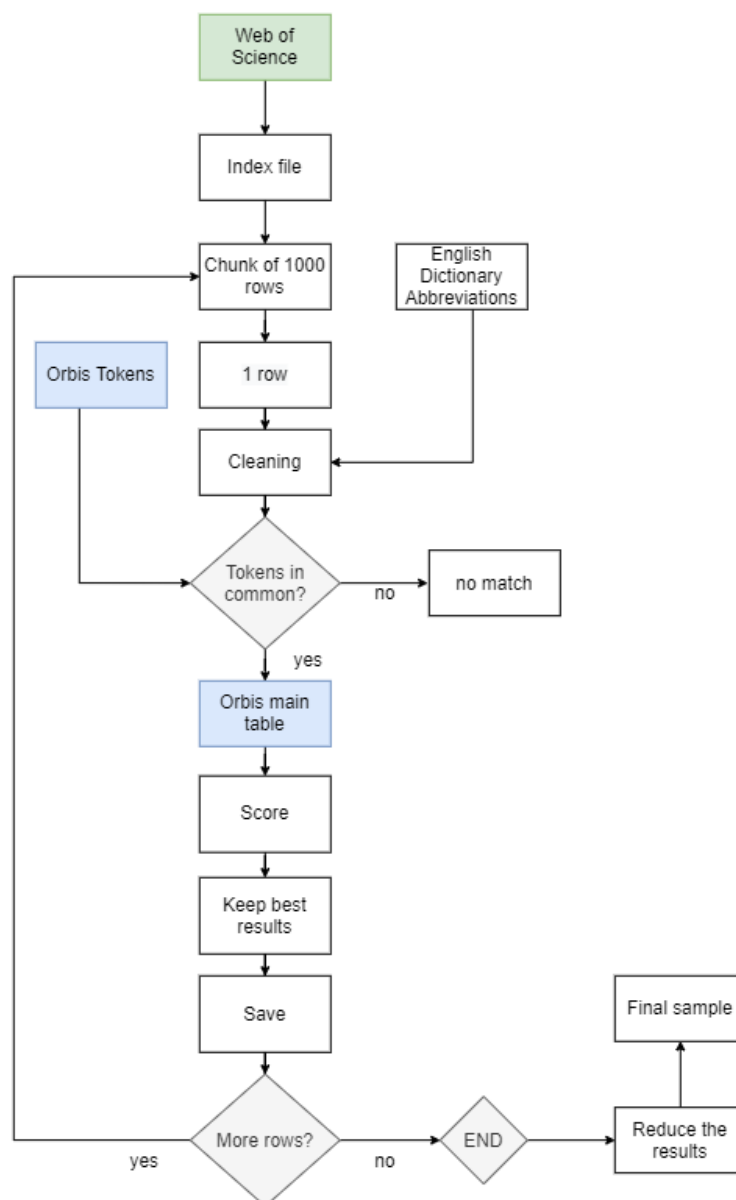 Web of
Science
Index file
Chunk of 1000
rows
English
Dictionary
Abbreviations
Orbis Tokens
1 row
Cleaning
Tokens in
common?
no
no match
yes
Orbis main
table
Score
Keep best
results
Save
Final sample
More rows?
yes
no
END
Reduce the
results